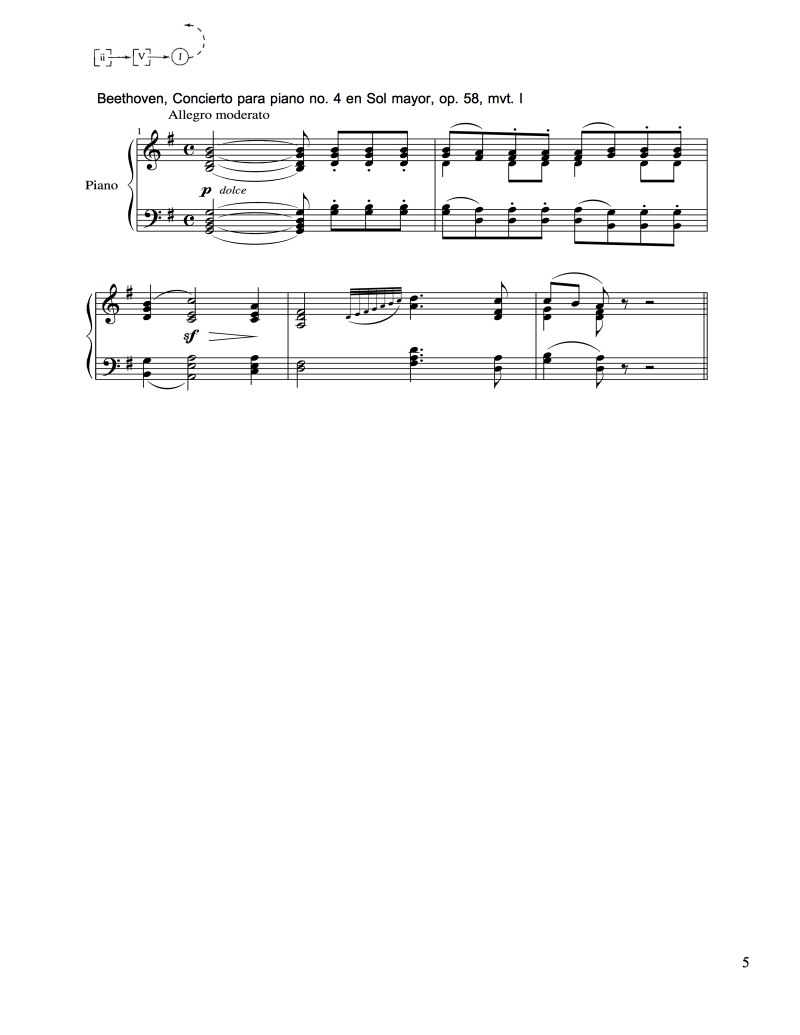 ii V I
Beethoven, Concierto para piano no. 4 en Sol mayor, op. 58, mvt. I
Allegro moderato
1
Piano
p dolce
sf
5